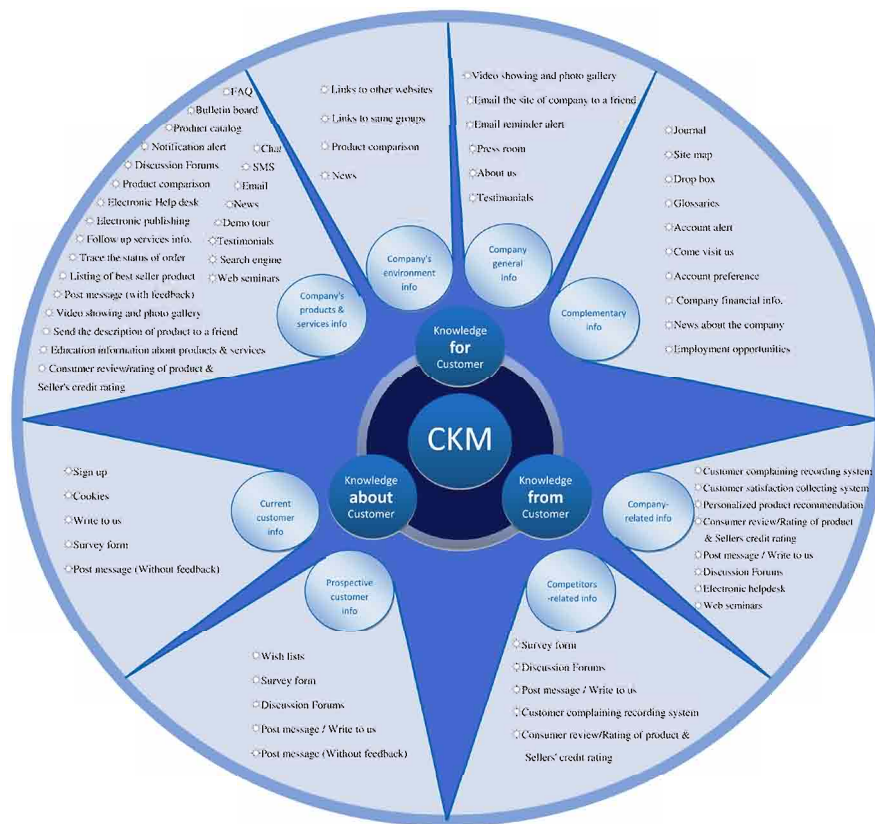 FAQ
Bulletin board
Product catalog
Notification alert
Discussion Forums
Product comparison
Electronic Help desk
Electronic publishing
Follow up services info.
Trace the status of order
Listing of best seller product
Post message (with feedback)
Video showing and photo gallery
Send the description of product to a friend
Education information about products & services
Consumer review/rating of product &
Seller's credit rating
Chat
SMS
Email
News
Demo tour
Testimonials
Search engine
Web seminars
Company's
products &
services info
Links to other websites
Links to same groups
Product comparison
News
Company's
environment
info
Video showing and photo gallery
Email the site of company to a friend
Email reminder alert
Press room
About us
Testimonials
Company
general
info
Journal
Site map
Drop box
Glossaries
Account alert
Come visit us
Account preference
Company financial info.
News about the company
Employment opportunities
Complementary
info
Knowledge
for
Customer
CKM
Knowledge
about
Customer
Knowledge
from
Customer
Sign up
Cookies
Write to us
Survey form
Post message (Without feedback)
Current
customer
info
Prospective
customer
info
Wish lists
Survey form
Discussion Forums
Post message / Write to us
Post message (Without feedback)
Competitors
-related info
Survey form
Discussion Forums
Post message / Write to us
Customer complaining recording system
Consumer review/Rating of product &
Sellers' credit rating
Company-
related info
Customer complaining recording system
Customer satisfaction collecting system
Personalized product recommendation
Consumer review/Rating of product
& Sellers credit rating
Post message / Write to us
Discussion Forums
Electronic helpdesk
Web seminars